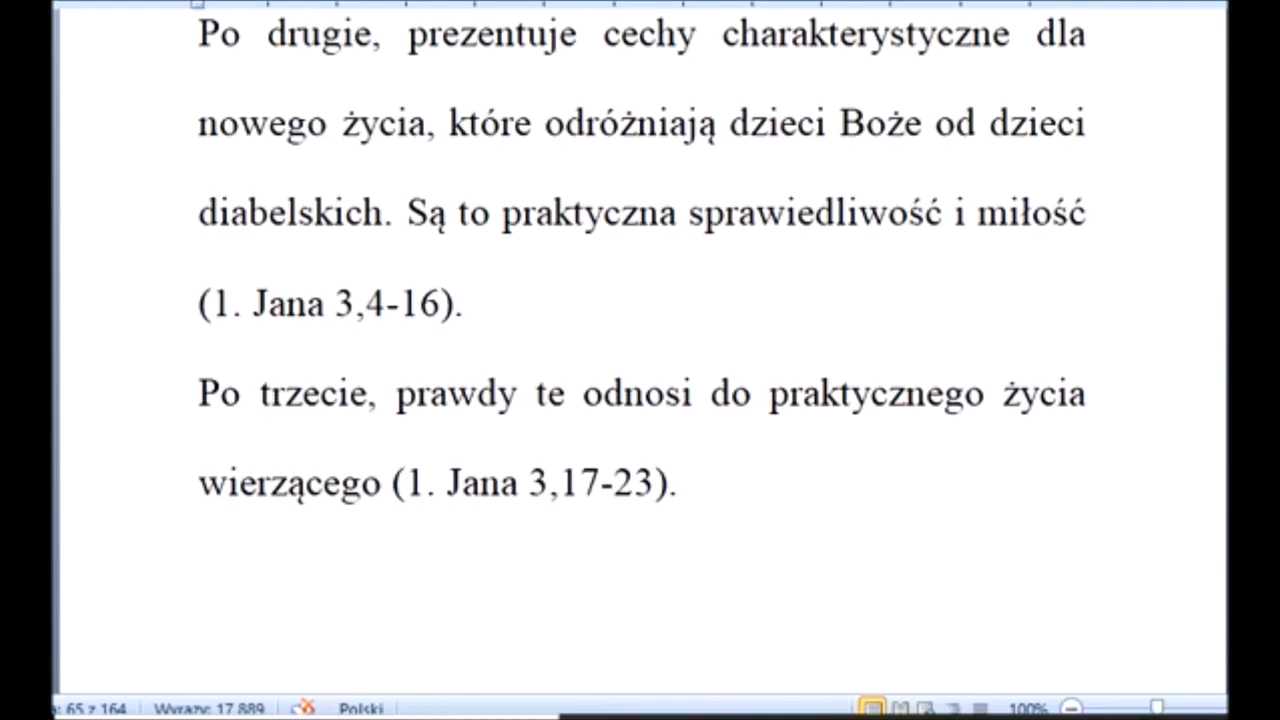 Po drugie, prezentuje cechy charakterystyczne dla
nowego życia, które odróżniają dzieci Boże od dzieci
diabelskich. Są to praktyczna sprawiedliwość i miłość
(1. Jana 3,4-16).
Po trzecie, prawdy te odnosi do praktycznego życia
wierzącego (1. Jana 3,17-23).
: 65 z 164 Wyrazy: 17 889 Polski 100%